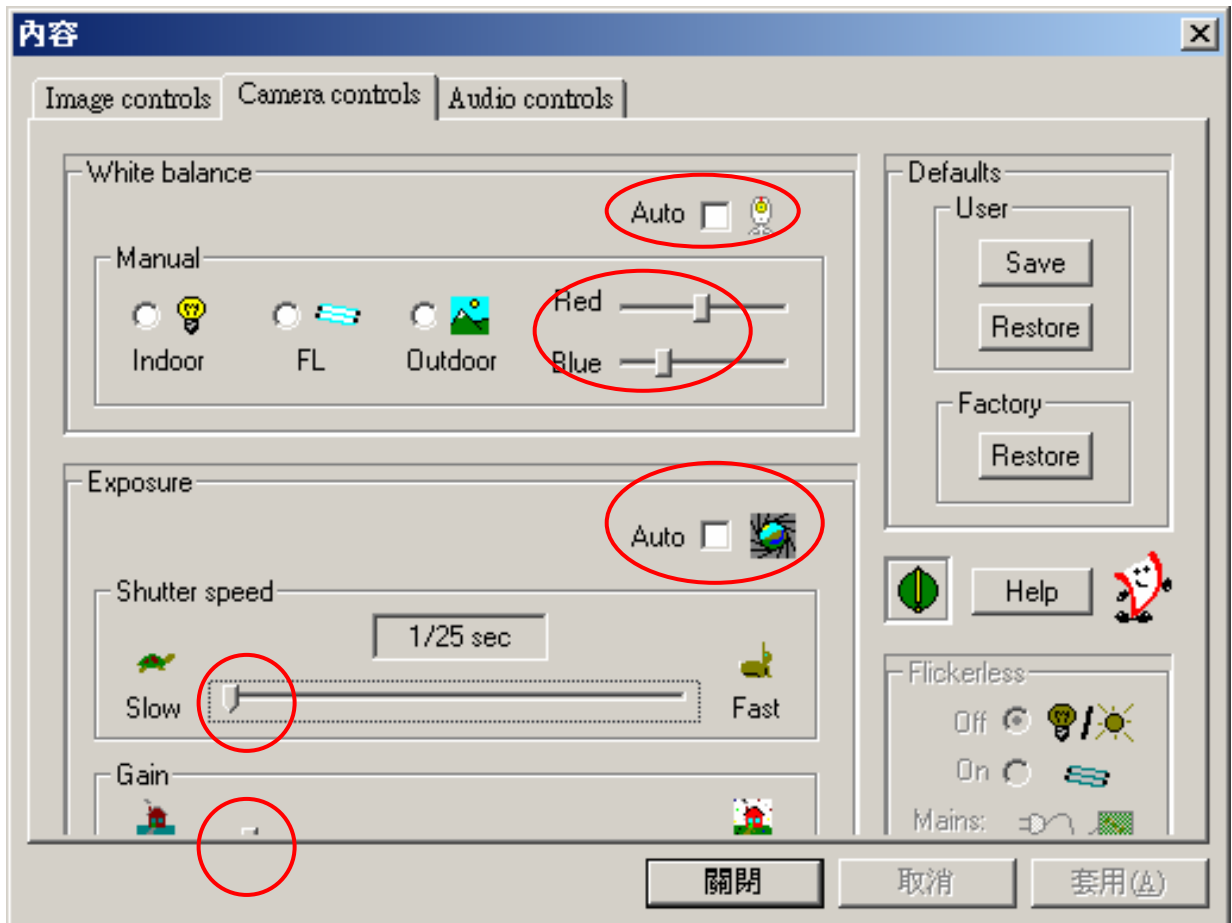 內容
Image controls
Camera controls
Audio controls
White balance
Auto
Manual
Indoor
FL
Outdoor
Red
Blue
Exposure
Auto
Shutter speed
1/25 sec
Slow
Fast
Gain
Defaults
User
Save
Restore
Factory
Restore
Help
Flickerless
Off
/
On
Mains:
關閉
取消
套用(A)